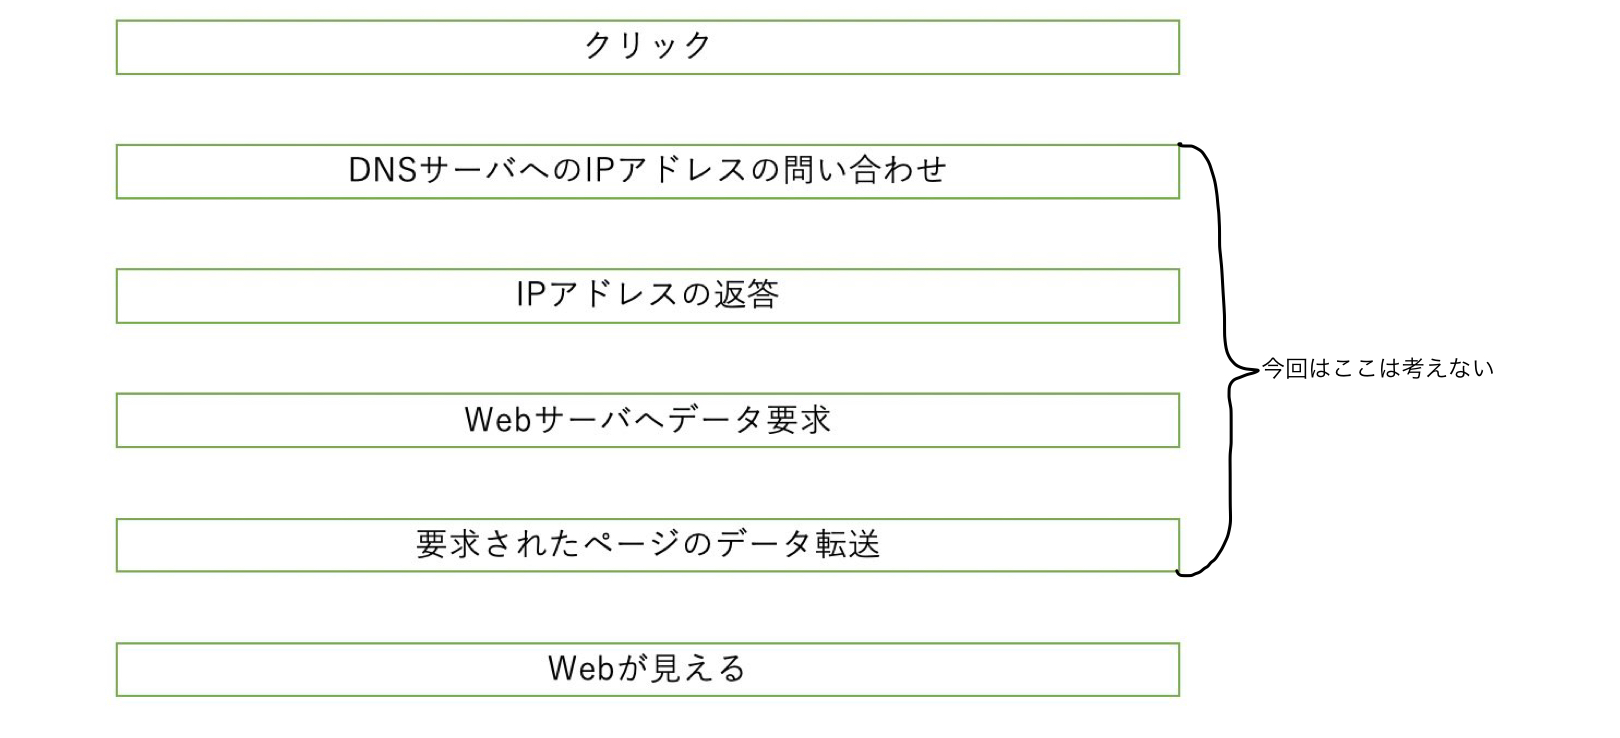 クリック
DNSサーバへのIPアドレスの問い合わせ
IPアドレスの返答
今回はここは考えない
Webサーバへデータ要求
要求されたページのデータ転送
Webが見える